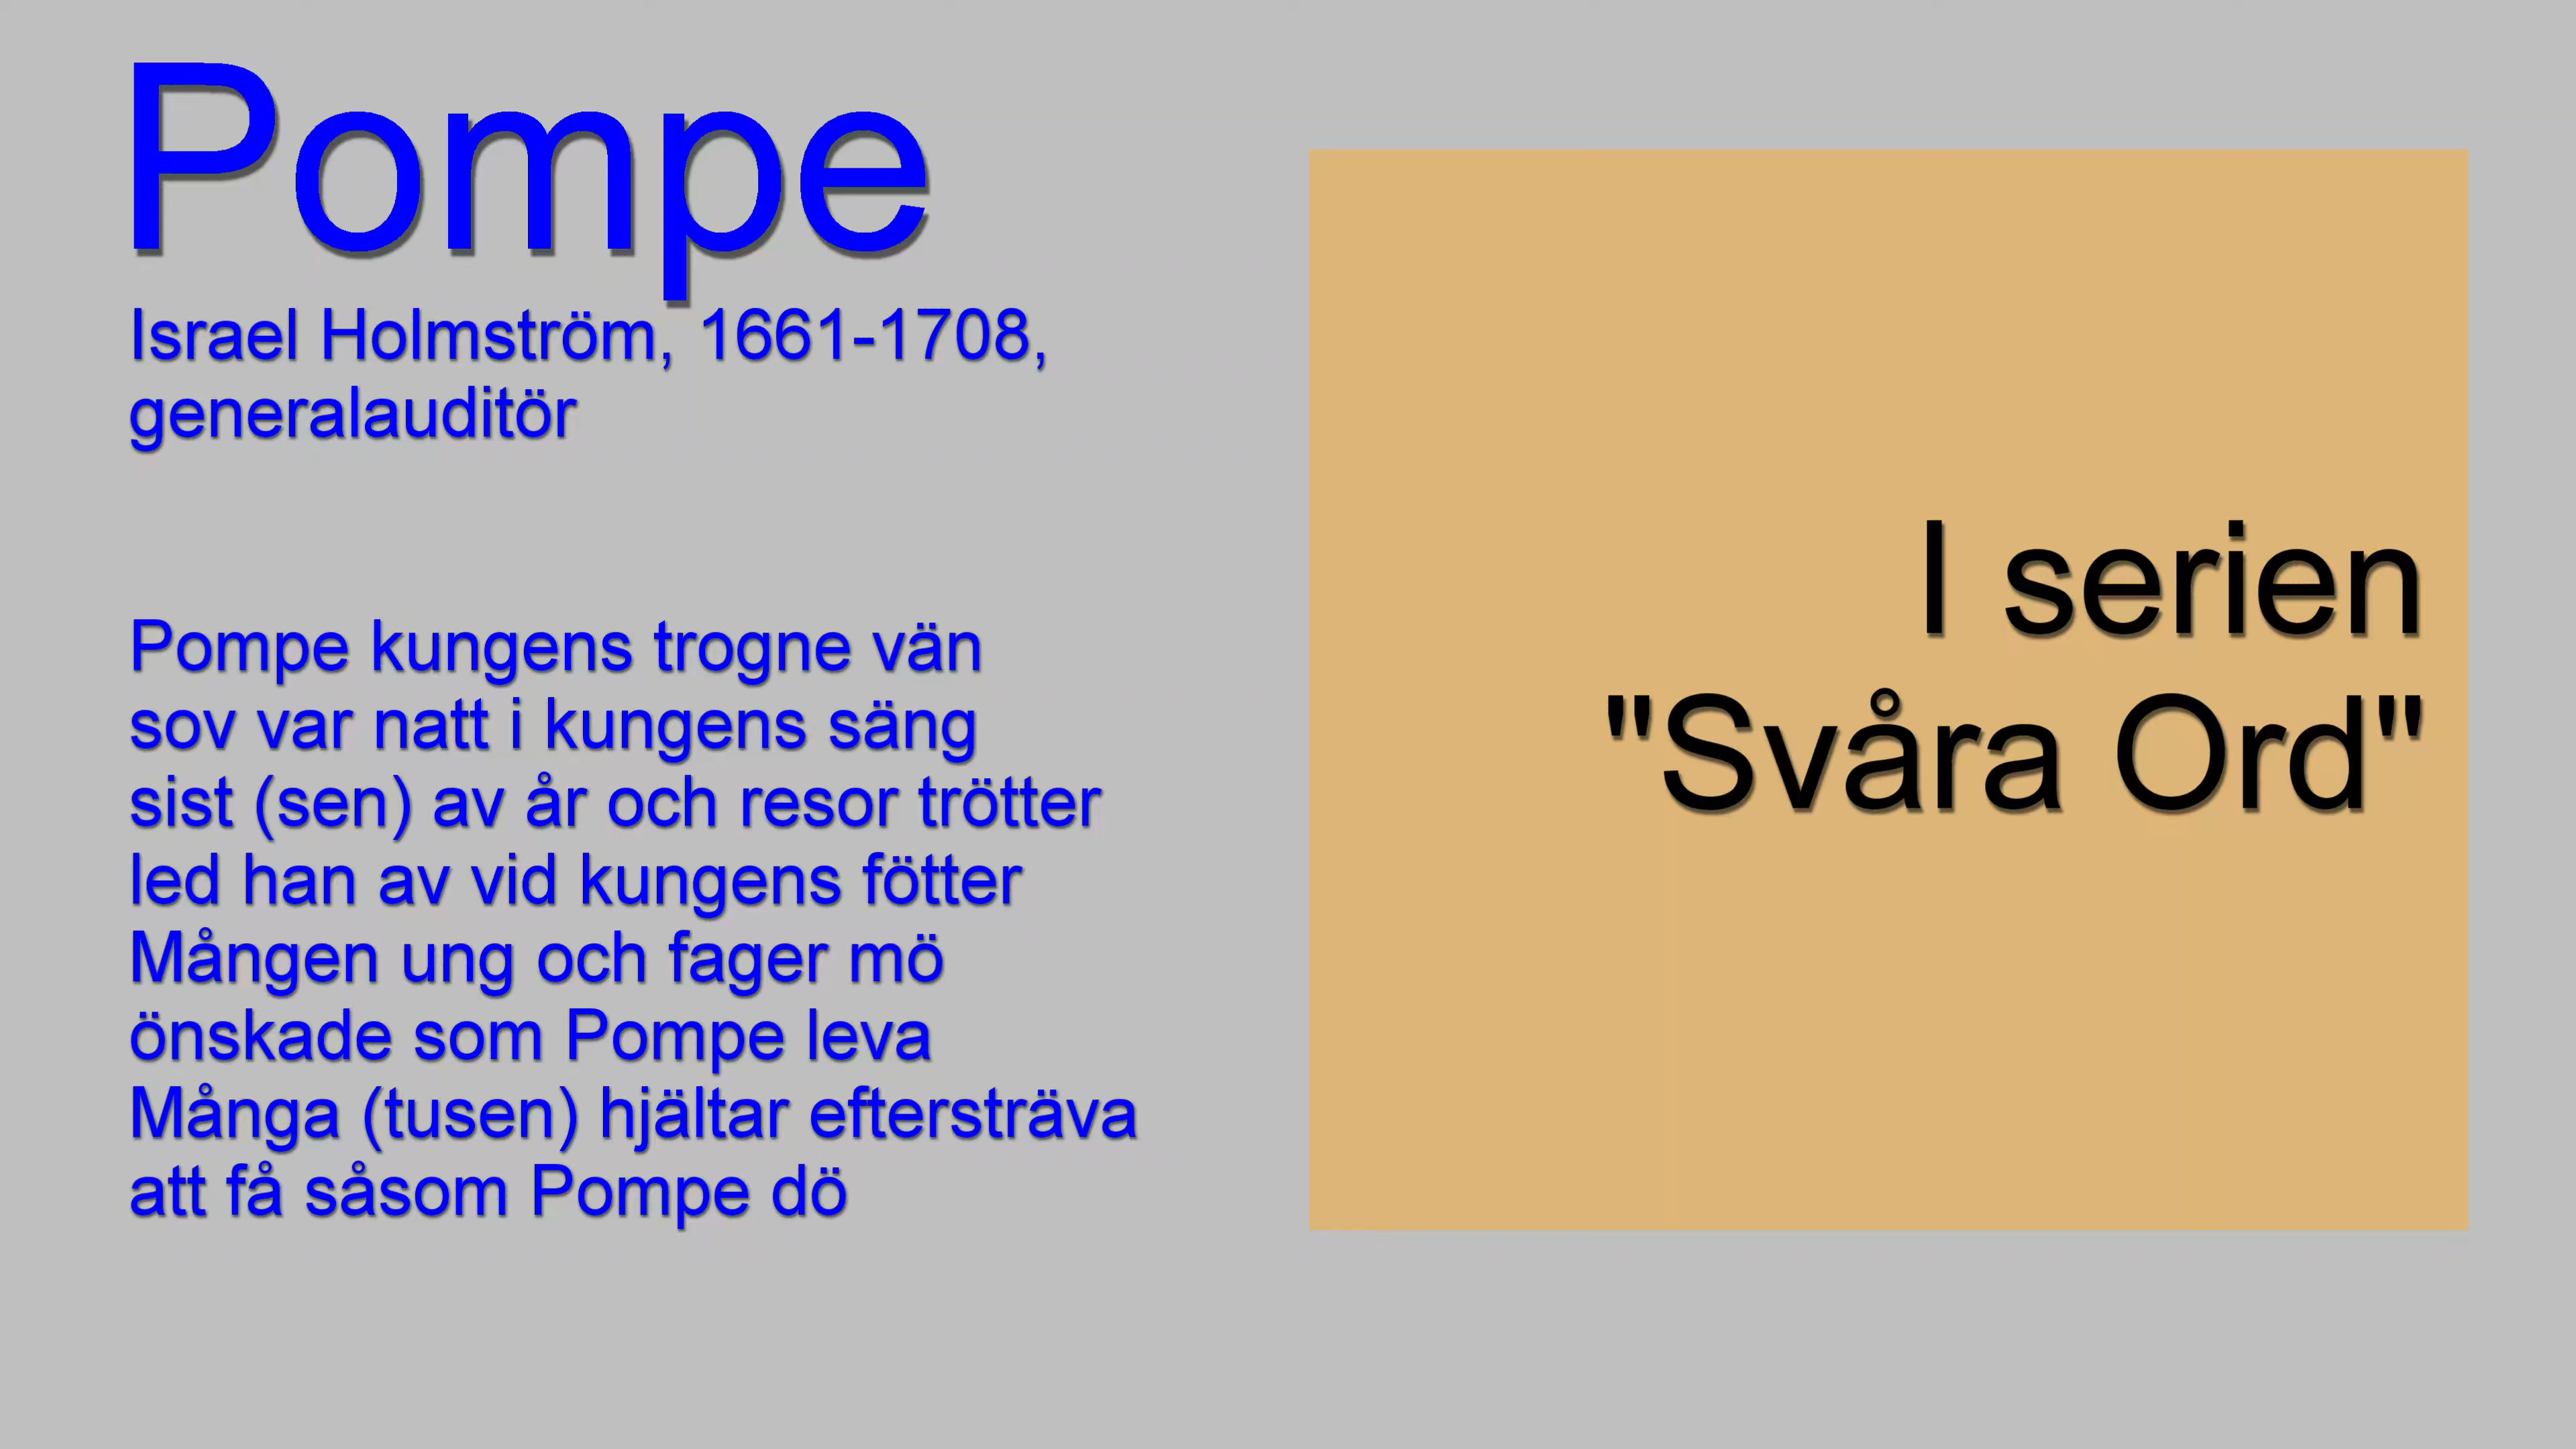 Pompe
Israel Holmström, 1661-1708,
generalauditör
Pompe kungens trogne vän
sov var natt i kungens säng
sist (sen) av år och resor trötter
led han av vid kungens fötter
Mången ung och fager mö
önskade som Pompe leva
Många (tusen) hjältar eftersträva
att få såsom Pompe dö
I serien
"Svåra Ord"